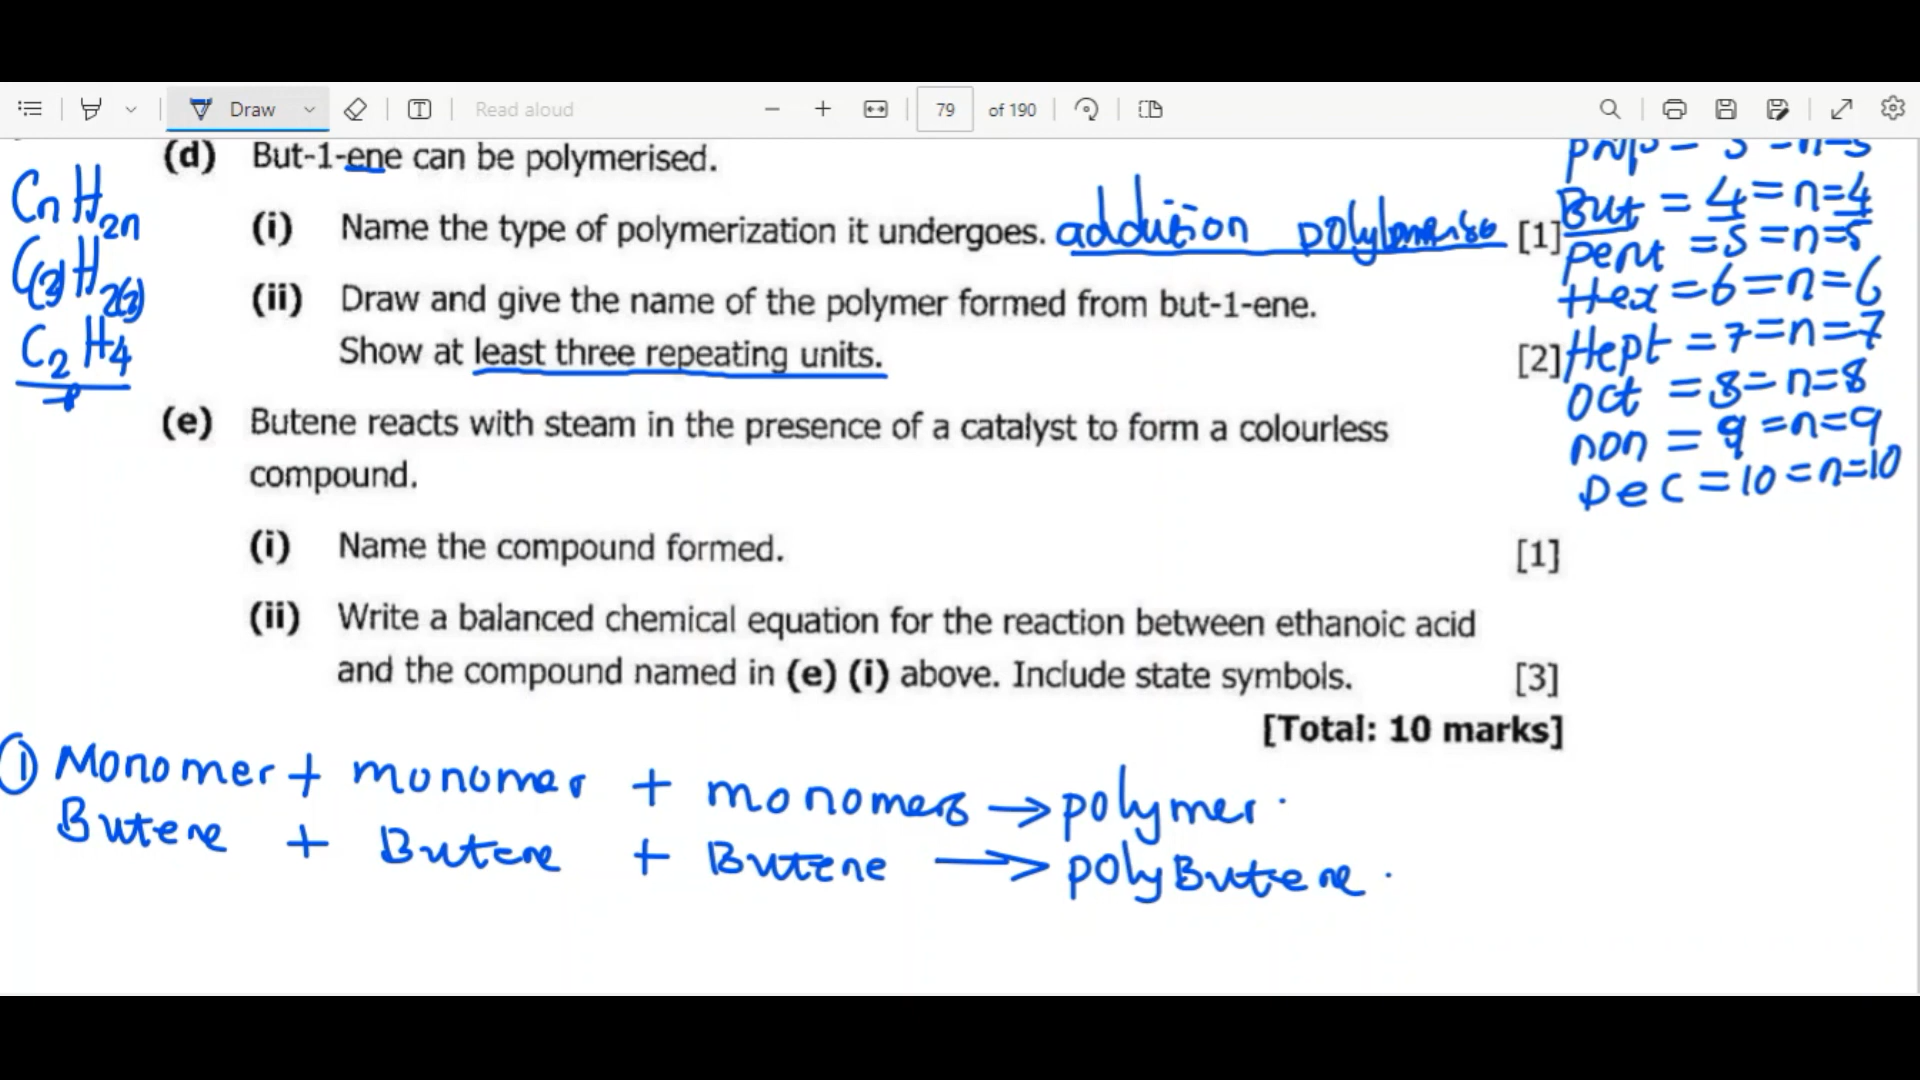 Draw
Read aloud
79 of 190
CnH2n
C(2)H2(2)
C2H4
(d) But-1-ene can be polymerised.
(i) Name the type of polymerization it undergoes. addition [1]
(ii) Draw and give the name of the polymer formed from but-1-ene.
Show at least three repeating units. [2]
(e) Butene reacts with steam in the presence of a catalyst to form a colourless
compound.
(i) Name the compound formed. [1]
(ii) Write a balanced chemical equation for the reaction between ethanoic acid
and the compound named in (e) (i) above. Include state symbols. [3]
[Total: 10 marks]
But = 4 = n=4
pent = 5 = n=5
Hex = 6 = n=6
Hept = 7 = n=7
Oct = 8 = n=8
non = 9 = n=9
Dec = 10 = n=10
① Monomer + monomer + monomers → polymer.
Butene + Butene + Butene → polyButene.